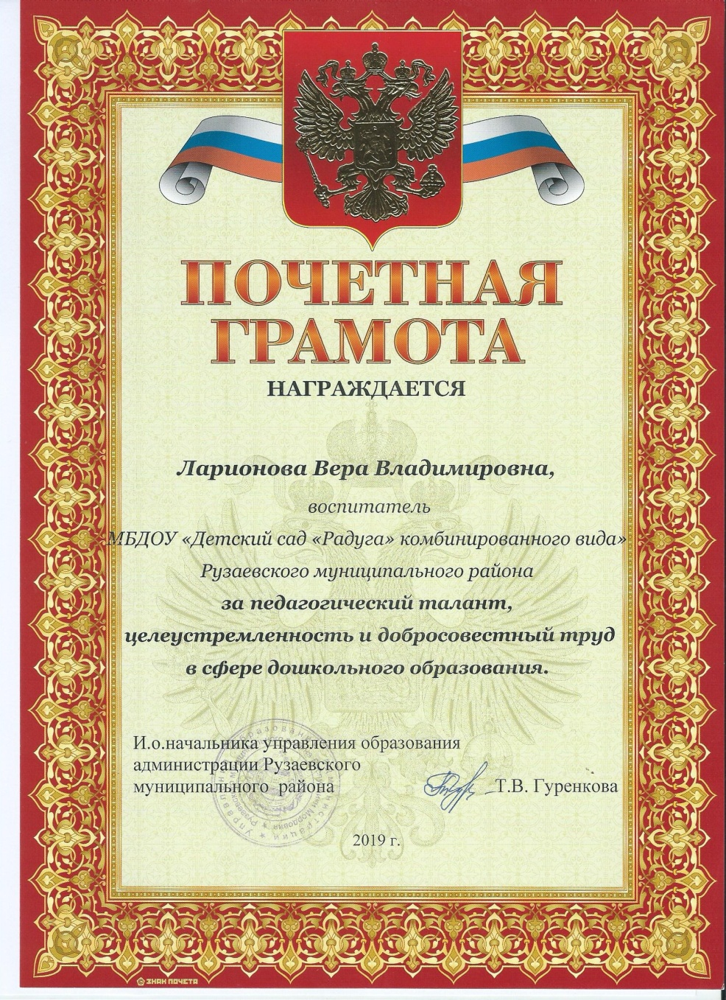 ПОЧЕТНАЯ
ГРАМОТА
НАГРАЖДАЕТСЯ
Ларионова Вера Владимировна,
воспитатель
МБДОУ «Детский сад «Радуга» комбинированного вида»
Рузаевского муниципального района
за педагогический талант,
целеустремленность и добросовестный труд
в сфере дошкольного образования.
И.о.начальника управления образования
администрации Рузаевского
муниципального района
Т.В. Гуренкова
2019 г.
ЗНАК ПОЧЕТА